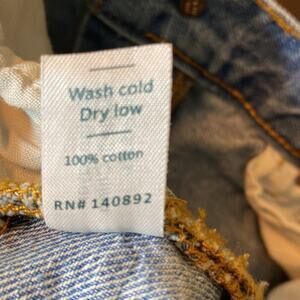 Wash cold
Dry low
100% cotton
RN# 140892